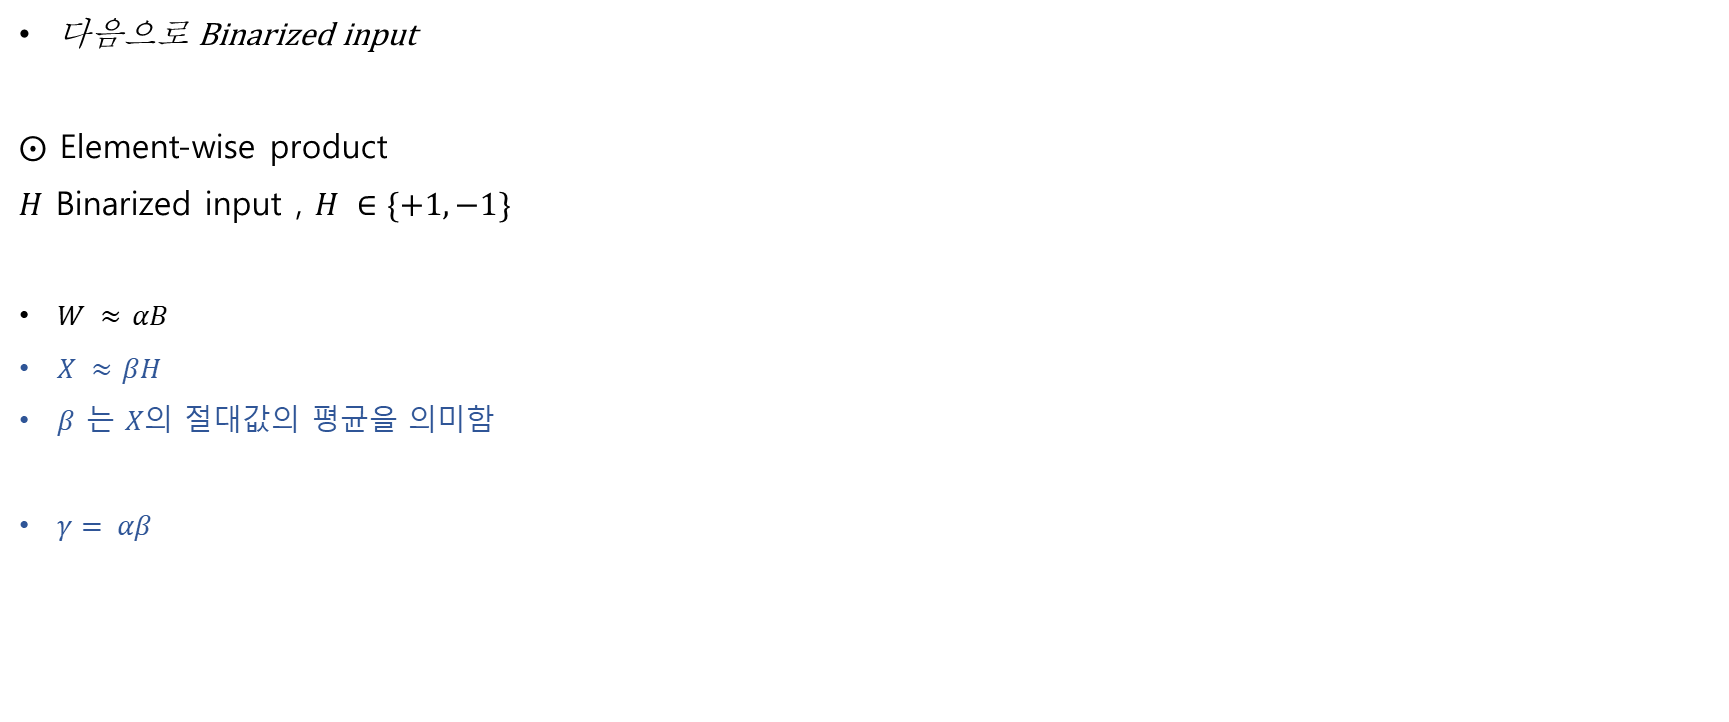 • 다음으로 Binarized input
⊙ Element-wise product
H Binarized input , H ∈ {+1, −1}
• W ≈ αB
• X ≈ βH
• β 는 X의 절대값의 평균을 의미함
• γ = αβ